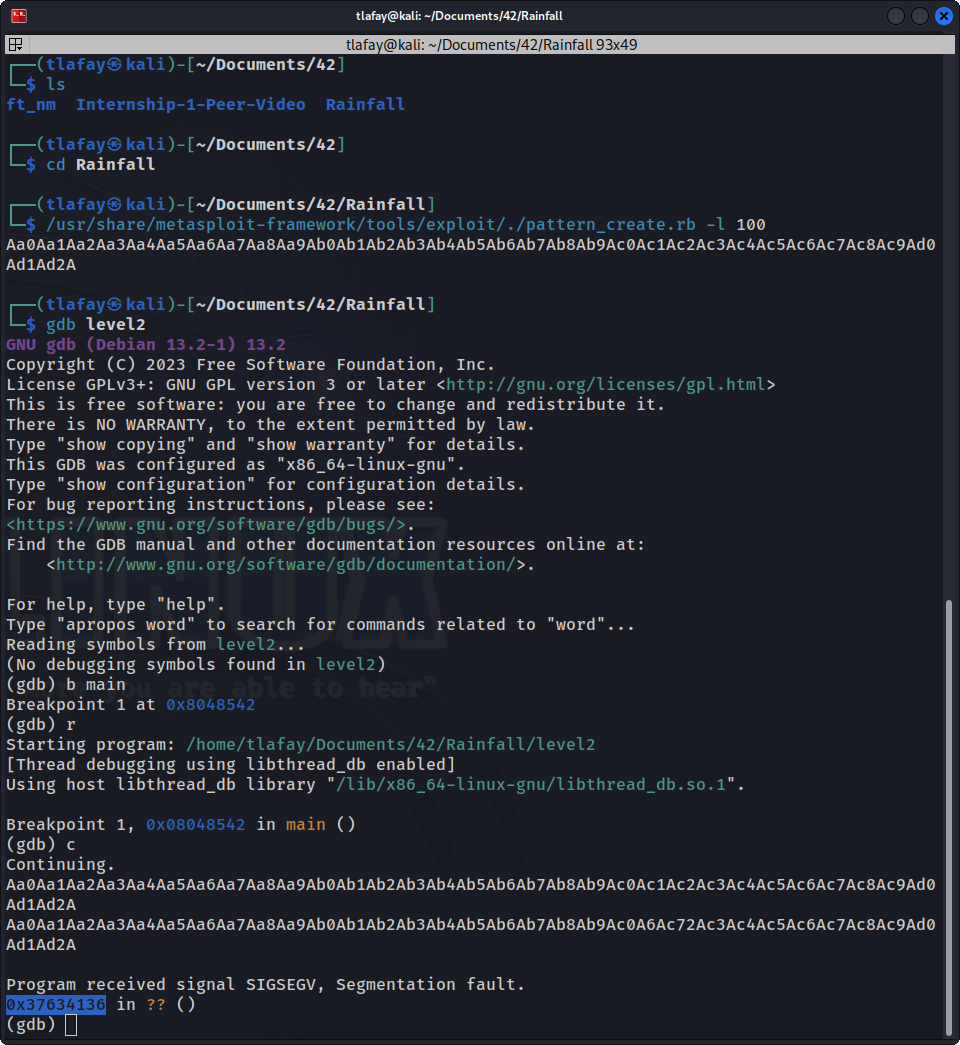 tlafay@kali: ~/Documents/42/Rainfall
tlafay@kali: ~/Documents/42/Rainfall 93x49
┌──(tlafay㉿kali)-[~/Documents/42]
└─$ ls
ft_nm  Internship-1-Peer-Video  Rainfall
┌──(tlafay㉿kali)-[~/Documents/42]
└─$ cd Rainfall
┌──(tlafay㉿kali)-[~/Documents/42/Rainfall]
└─$ /usr/share/metasploit-framework/tools/exploit/./pattern_create.rb -l 100
Aa0Aa1Aa2Aa3Aa4Aa5Aa6Aa7Aa8Aa9Ab0Ab1Ab2Ab3Ab4Ab5Ab6Ab7Ab8Ab9Ac0Ac1Ac2Ac3Ac4Ac5Ac6Ac7Ac8Ac9Ad0
Ad1Ad2A
┌──(tlafay㉿kali)-[~/Documents/42/Rainfall]
└─$ gdb level2
GNU gdb (Debian 13.2-1) 13.2
Copyright (C) 2023 Free Software Foundation, Inc.
License GPLv3+: GNU GPL version 3 or later <http://gnu.org/licenses/gpl.html>
This is free software: you are free to change and redistribute it.
There is NO WARRANTY, to the extent permitted by law.
Type "show copying" and "show warranty" for details.
This GDB was configured as "x86_64-linux-gnu".
Type "show configuration" for configuration details.
For bug reporting instructions, please see:
<https://www.gnu.org/software/gdb/bugs/>.
Find the GDB manual and other documentation resources online at:
    <http://www.gnu.org/software/gdb/documentation/>.
For help, type "help".
Type "apropos word" to search for commands related to "word"...
Reading symbols from level2...
(No debugging symbols found in level2)
(gdb) b main
Breakpoint 1 at 0x8048542
(gdb) r
Starting program: /home/tlafay/Documents/42/Rainfall/level2
[Thread debugging using libthread_db enabled]
Using host libthread_db library "/lib/x86_64-linux-gnu/libthread_db.so.1".
Breakpoint 1, 0x08048542 in main ()
(gdb) c
Continuing.
Aa0Aa1Aa2Aa3Aa4Aa5Aa6Aa7Aa8Aa9Ab0Ab1Ab2Ab3Ab4Ab5Ab6Ab7Ab8Ab9Ac0Ac1Ac2Ac3Ac4Ac5Ac6Ac7Ac8Ac9Ad0
Ad1Ad2A
Aa0Aa1Aa2Aa3Aa4Aa5Aa6Aa7Aa8Aa9Ab0Ab1Ab2Ab3Ab4Ab5Ab6Ab7Ab8Ab9Ac0A6Ac72Ac3Ac4Ac5Ac6Ac7Ac8Ac9Ad0
Ad1Ad2A
Program received signal SIGSEGV, Segmentation fault.
0x37634136 in ?? ()
(gdb)